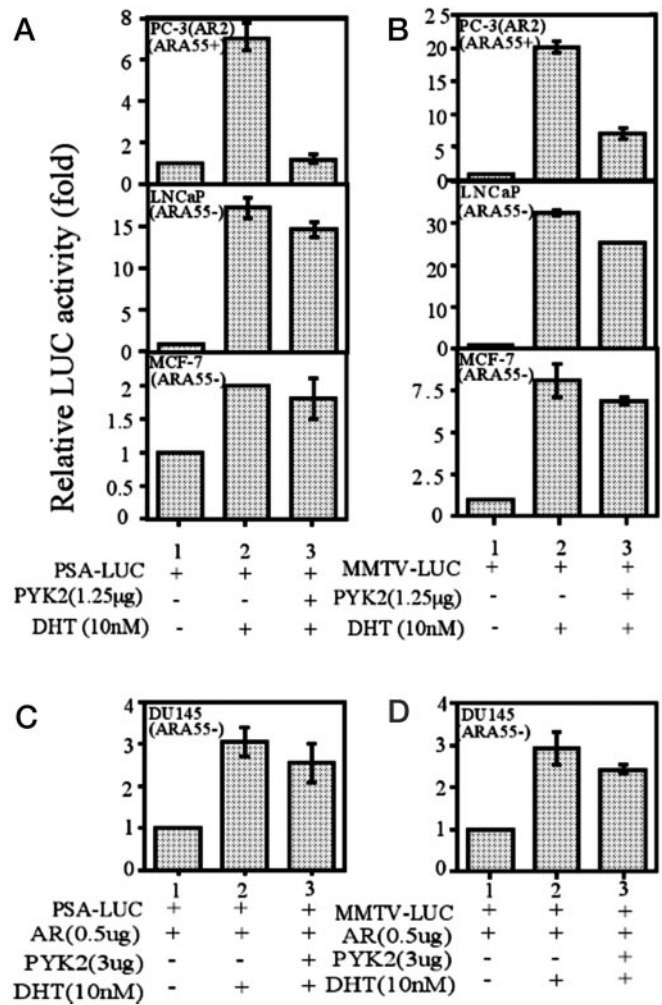 A
B
Relative LUC activity (fold)
PC-3(AR2)
(ARA55+)
8
6
4
2
0
LNCaP
(ARA55-)
15
10
5
0
MCF-7
(ARA55-)
2
1
0.5
0
1 2 3
PSA-LUC + + +
PYK2(1.25µg) - - +
DHT (10nM) - + +
PC-3(AR2)
(ARA55+)
25
20
15
10
5
0
LNCaP
(ARA55-)
30
20
10
0
MCF-7
(ARA55-)
7.5
5
2.5
0
1 2 3
MMTV-LUC + + +
PYK2(1.25µg) - - +
DHT (10nM) - + +
C
DU145
(ARA55-)
4
3
2
1
0
1 2 3
PSA-LUC + + +
AR(0.5ug) + + +
PYK2(3ug) - - +
DHT(10nM) - + +
D
DU145
ARA55-)
4
3
2
1
0
1 2 3
MMTV-LUC + + +
AR(0.5ug) + + +
PYK2(3ug) - - +
DHT(10nM) - + +